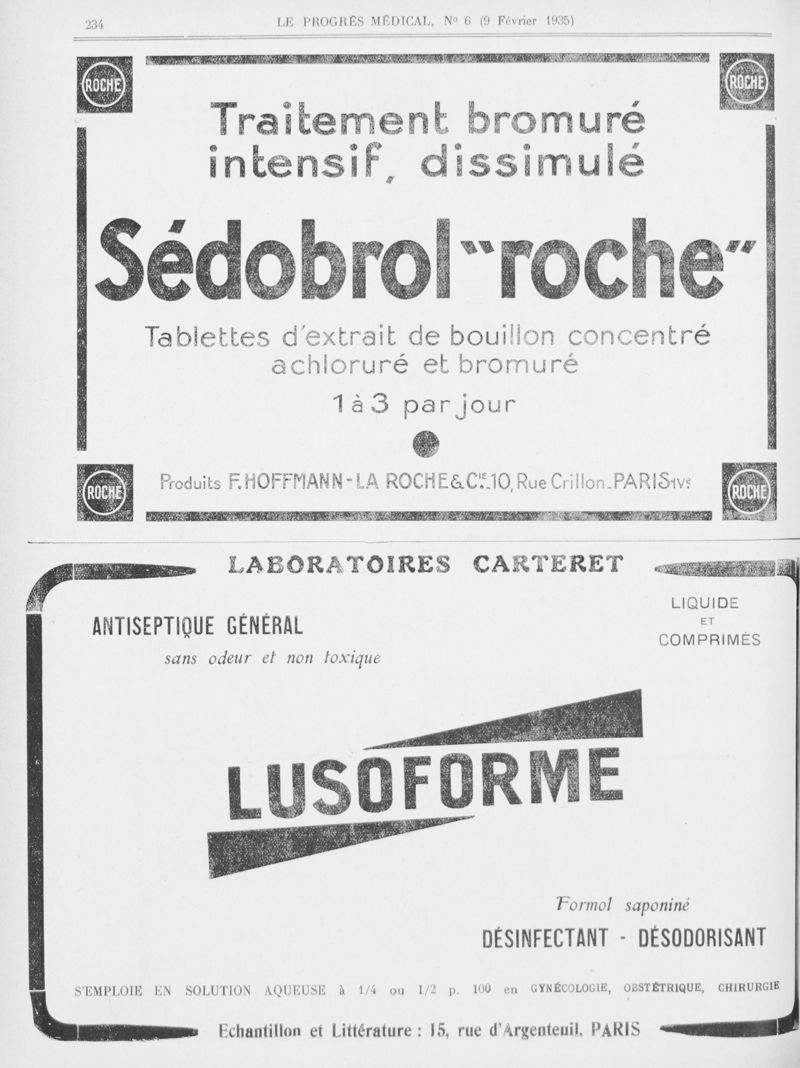 234
LE PROGRÈS MÉDICAL, Nº 6 (9 Février 1935)
ROCHE
ROCHE
Traitement bromuré
intensif, dissimulé
Sédobrol "roche"
Tablettes d'extrait de bouillon concentré
achloruré et bromuré
1 à 3 par jour
ROCHE
Produits F. HOFFMANN-LA ROCHE & Cie. 10, Rue Crillon_PARIS-IVe
ROCHE
LABORATOIRES CARTERET
LIQUIDE
ET
COMPRIMÉS
ANTISEPTIQUE GÉNÉRAL
sans odeur et non toxique
LUSOFORME
Formol saponiné
DÉSINFECTANT - DÉSODORISANT
S'EMPLOIE EN SOLUTION AQUEUSE à 1/4 ou 1/2 p. 100 en GYNÉCOLOGIE, OBSTÉTRIQUE, CHIRURGIE
Echantillon et Littérature : 15, rue d'Argenteuil, PARIS